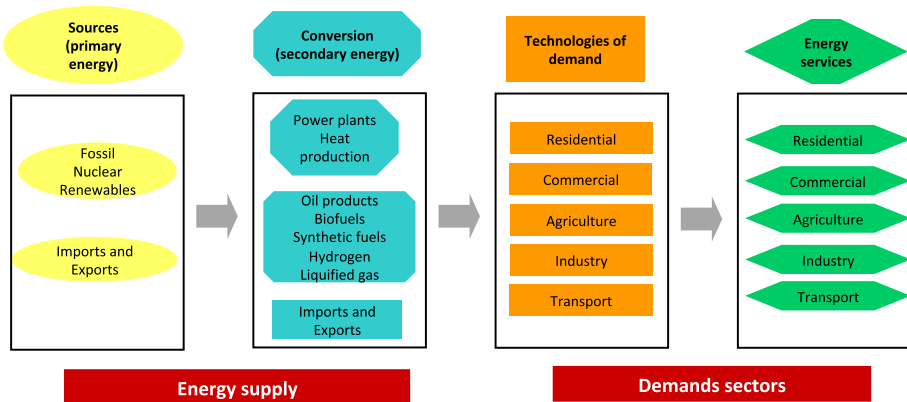 Sources
(primary
energy)
Conversion
(secondary energy)
Technologies of
demand
Energy
services
Fossil
Nuclear
Renewables
Imports and
Exports
Power plants
Heat
production
Oil products
Biofuels
Synthetic fuels
Hydrogen
Liquified gas
Imports and
Exports
Residential
Commercial
Agriculture
Industry
Transport
Residential
Commercial
Agriculture
Industry
Transport
Energy supply
Demands sectors